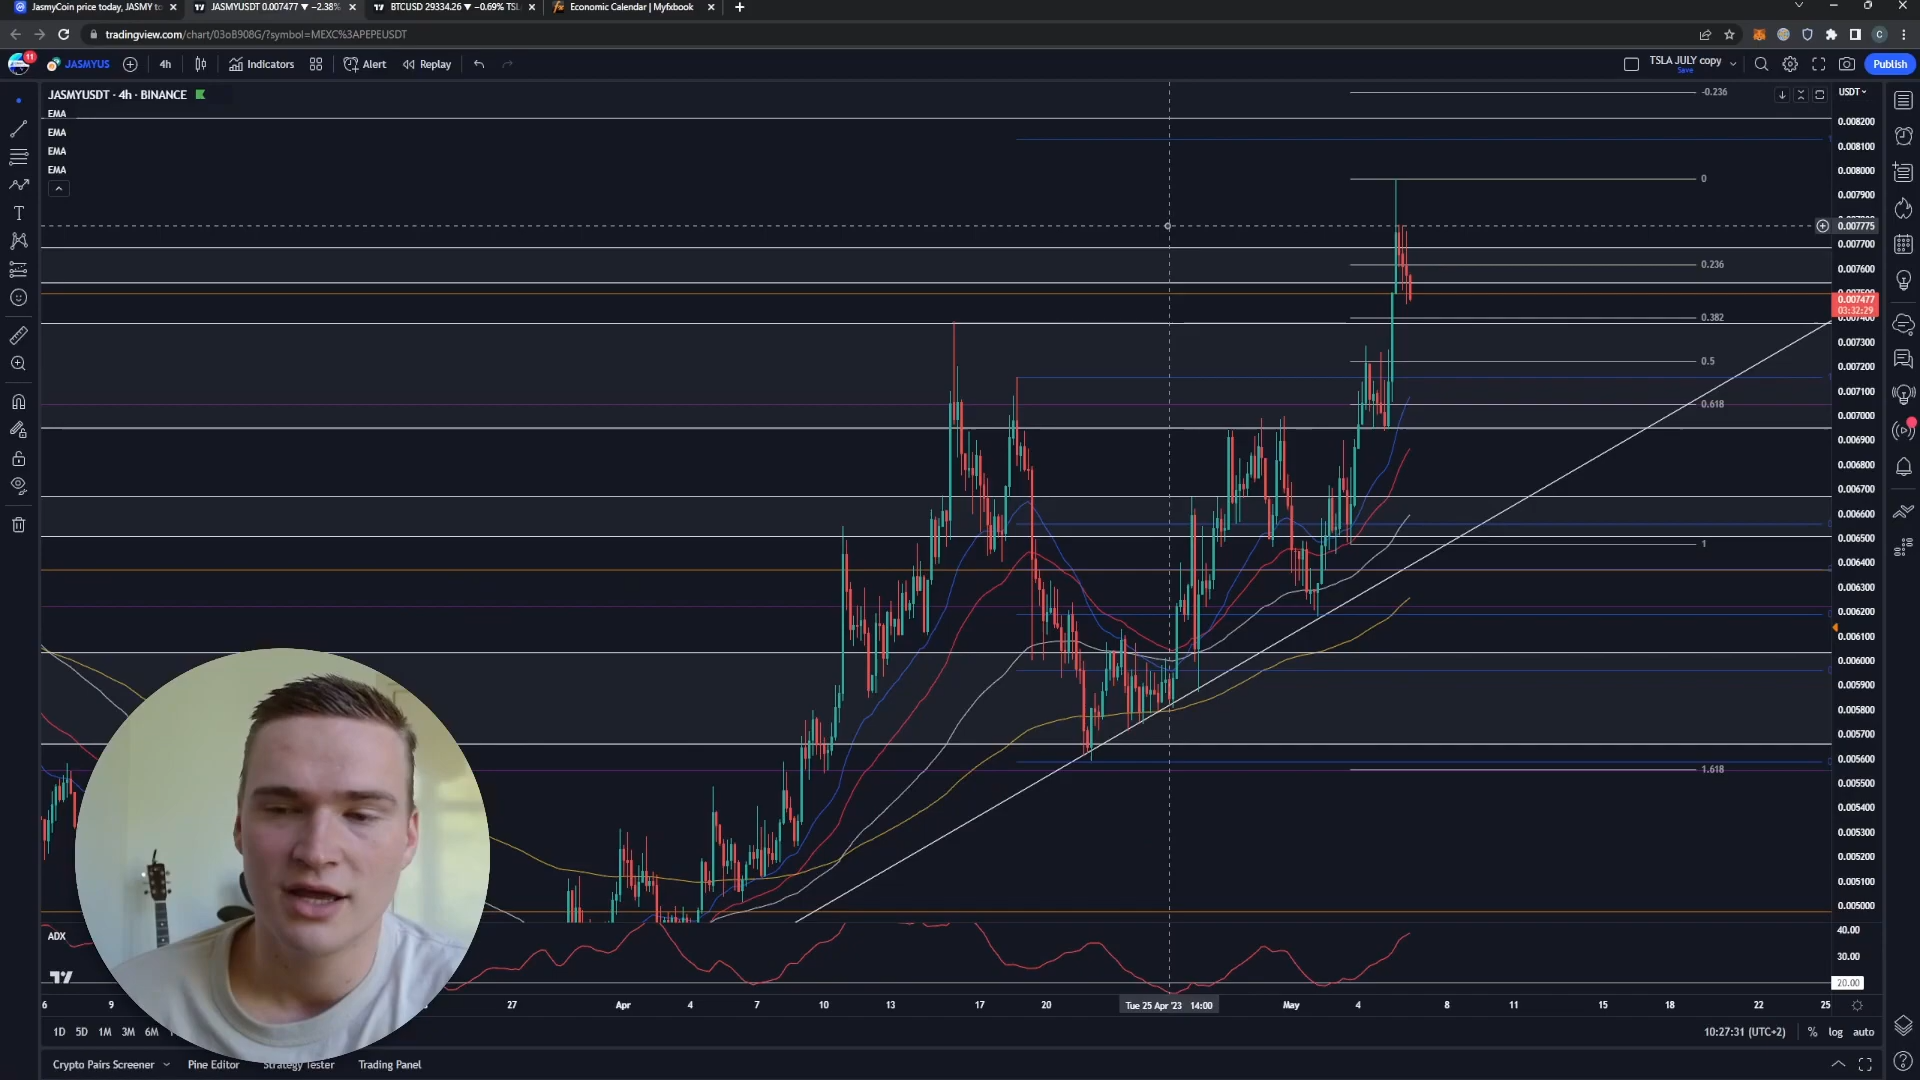 JasmyCoin price today, JASMY to
JASMYUSDT 0.007477 ▼ −2.38%
BTCUSD 29334.26 ▼ −0.69% TSL
Economic Calendar | Myfxbook
tradingview.com/chart/03oB908G/?symbol=MEXC%3APEPEUSDT
11
JASMYUS
4h
Indicators
Alert
Replay
TSLA JULY copy
Save
Publish
JASMYUSDT · 4h · BINANCE
EMA
EMA
EMA
EMA
USDT
-0.236
0
0.236
0.382
0.5
0.618
1
1.618
0.008200
0.008100
0.008000
0.007900
0.007775
0.007700
0.007600
0.007477
03:32:29
0.007300
0.007200
0.007100
0.007000
0.006900
0.006800
0.006700
0.006600
0.006500
0.006400
0.006300
0.006200
0.006100
0.006000
0.005900
0.005800
0.005700
0.005600
0.005500
0.005400
0.005300
0.005200
0.005100
0.005000
ADX
40.00
30.00
20.00
6 9 27 Apr 4 7 10 13 17 20 Tue 25 Apr '23 14:00 May 4 8 11 15 18 22 25
1D 5D 1M 3M 6M
10:27:31 (UTC+2) % log auto
Crypto Pairs Screener Pine Editor Strategy Tester Trading Panel